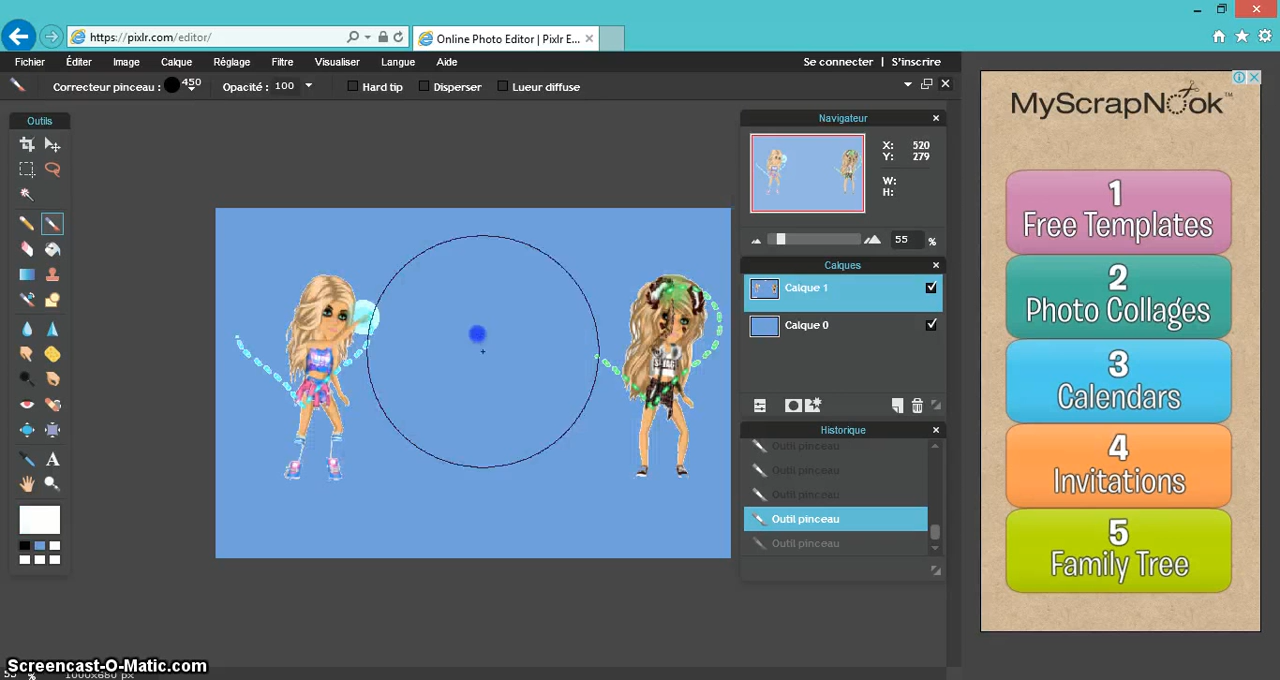 https://pixlr.com/editor/
Online Photo Editor | Pixlr E...
Fichier Éditer Image Calque Réglage Filtre Visualiser Langue Aide Se connecter | S'inscrire
Correcteur pinceau : 450 Opacité : 100 Hard tip Disperser Lueur diffuse
Outils
Navigateur
X: 520
Y: 279
W:
H:
55 %
Calques
Calque 1
Calque 0
Historique
Outil pinceau
Outil pinceau
Outil pinceau
Outil pinceau
Outil pinceau
MyScrapNook™
1
Free Templates
2
Photo Collages
3
Calendars
4
Invitations
5
Family Tree
Screencast-O-Matic.com